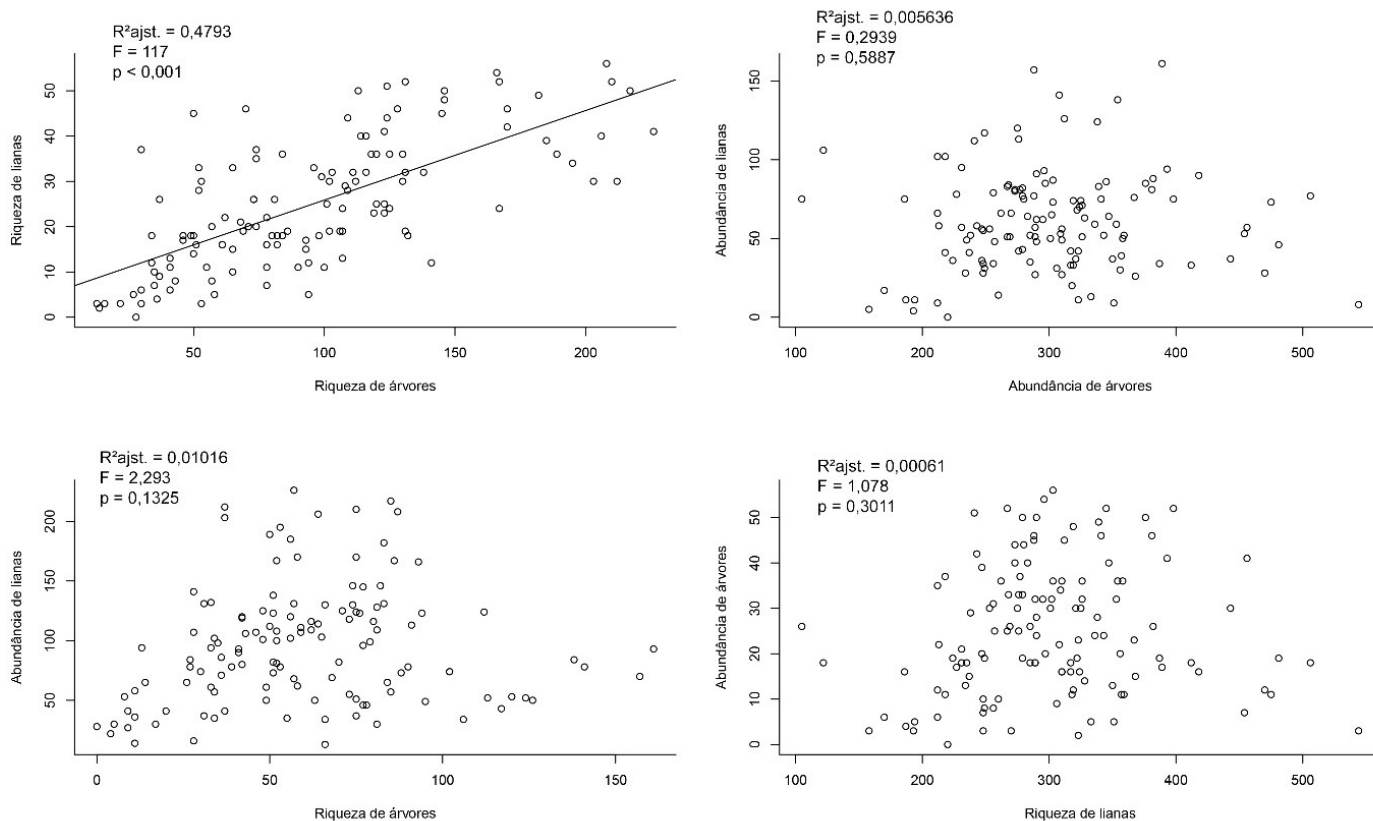 R²ajst. = 0,4793
F = 117
p < 0,001
Riqueza de lianas
0
10
20
30
40
50
50
100
150
200
Riqueza de árvores
R²ajst. = 0,005636
F = 0,2939
p = 0,5887
Abundância de lianas
0
50
100
150
100
200
300
400
500
Abundância de árvores
R²ajst. = 0,01016
F = 2,293
p = 0,1325
Abundância de lianas
50
100
150
200
0
50
100
150
Riqueza de árvores
R²ajst. = 0,00061
F = 1,078
p = 0,3011
Abundância de árvores
0
10
20
30
40
50
100
200
300
400
500
Riqueza de lianas